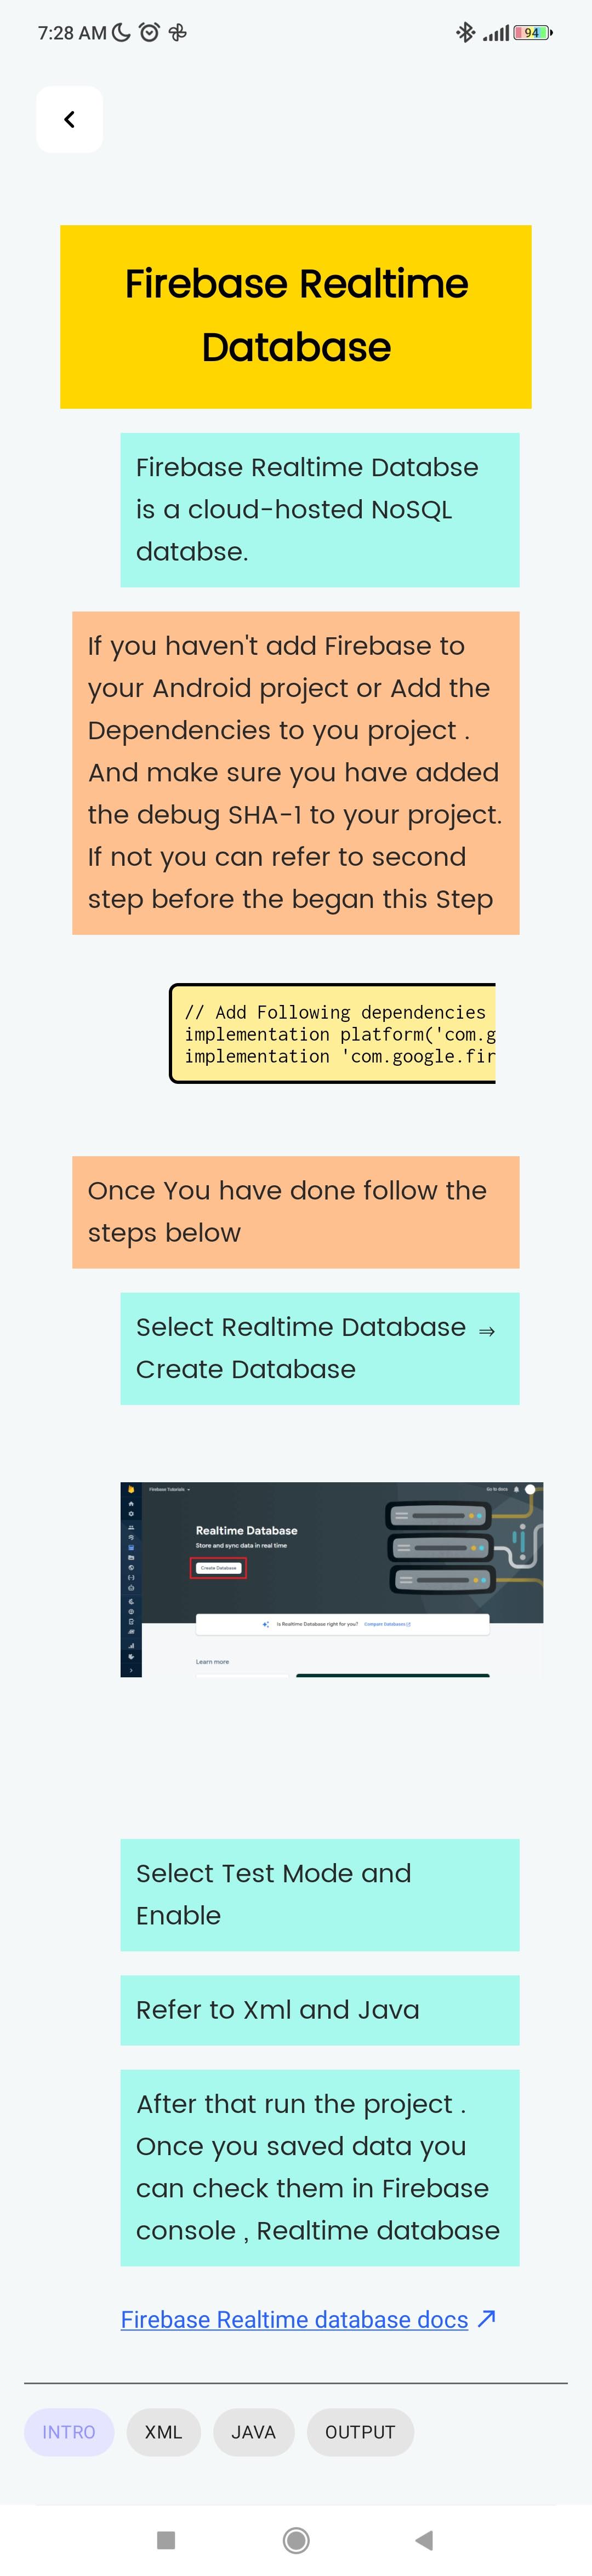 7:28 AM
94
Firebase Realtime
Database
Firebase Realtime Databse
is a cloud-hosted NoSQL
databse.
If you haven't add Firebase to
your Android project or Add the
Dependencies to you project .
And make sure you have added
the debug SHA-1 to your project.
If not you can refer to second
step before the began this Step
// Add Following dependencies
implementation platform('com.g
implementation 'com.google.fir
Once You have done follow the
steps below
Select Realtime Database ⇒
Create Database
Firebase Tutorials
Go to docs
Realtime Database
Store and sync data in real time
Create Database
Is Realtime Database right for you? Compare Databases
Learn more
Select Test Mode and
Enable
Refer to Xml and Java
After that run the project .
Once you saved data you
can check them in Firebase
console , Realtime database
Firebase Realtime database docs
INTRO
XML
JAVA
OUTPUT